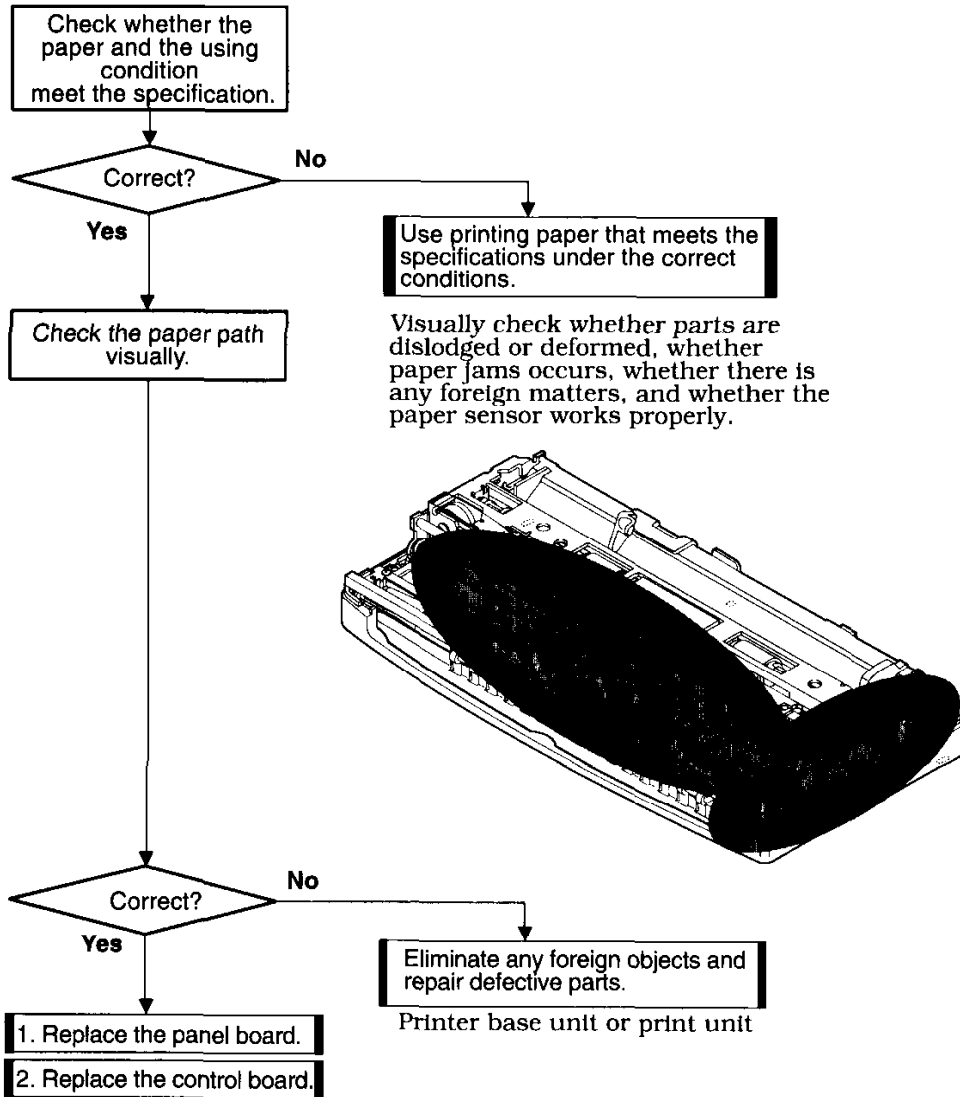 Check whether the
paper and the using
condition
meet the specification.
Correct?
No
Yes
Use printing paper that meets the
specifications under the correct
conditions.
Check the paper path
visually.
Visually check whether parts are
dislodged or deformed, whether
paper jams occurs, whether there is
any foreign matters, and whether the
paper sensor works properly.
Correct?
No
Yes
Eliminate any foreign objects and
repair defective parts.
Printer base unit or print unit
1. Replace the panel board.
2. Replace the control board.